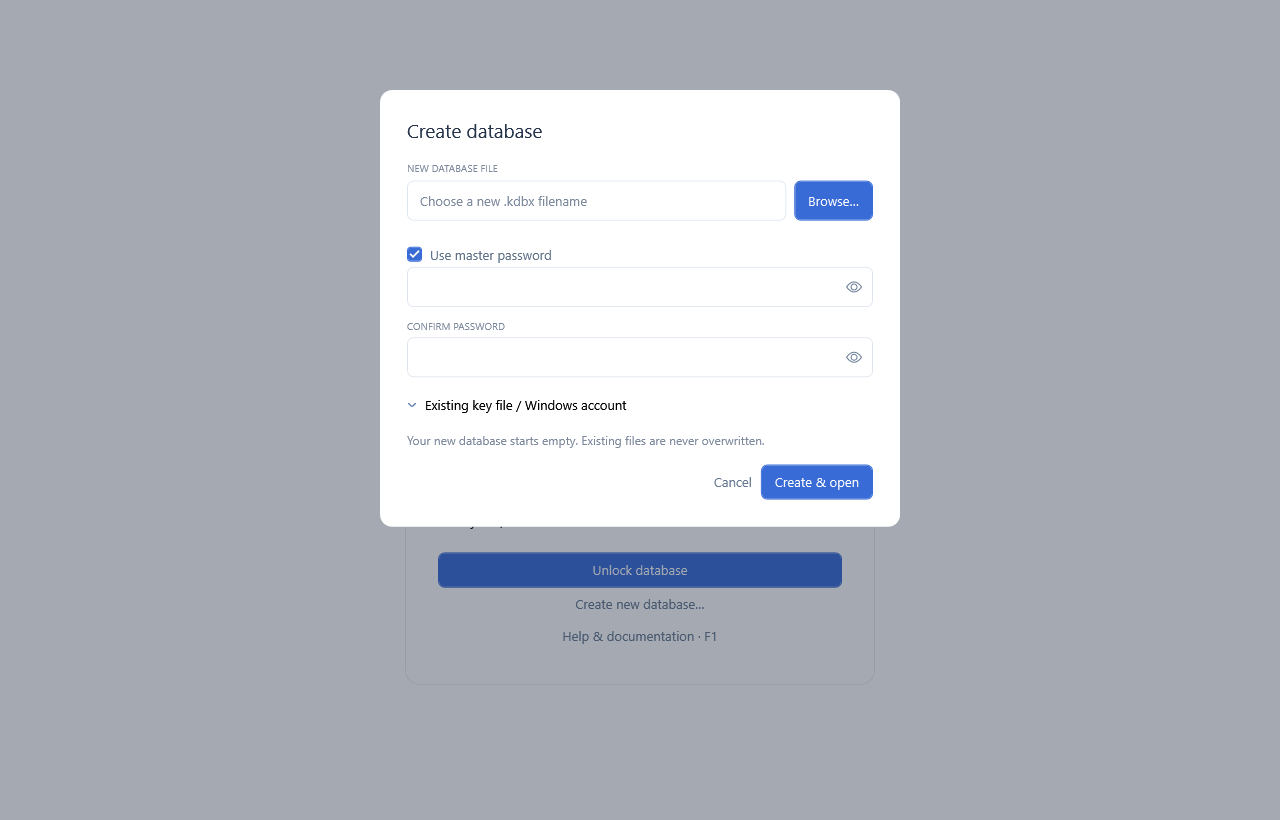 Create database
NEW DATABASE FILE
Choose a new .kdbx filename
Browse...
Use master password
CONFIRM PASSWORD
Existing key file / Windows account
Your new database starts empty. Existing files are never overwritten.
Cancel
Create & open
Unlock database
Create new database...
Help & documentation · F1